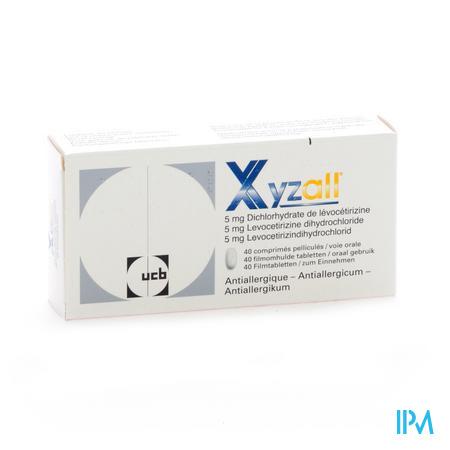 Xyzall
5 mg Dichlorhydrate de lévocétirizine
5 mg Levocetirizine dihydrochloride
5 mg Levocetirizindihydrochlorid
40 comprimés pelliculés / voie orale
40 filmomhulde tabletten / oraal gebruik
40 Filmtabletten / zum Einnehmen
Antiallergique – Antiallergicum –
Antiallergikum
ucb
IPM